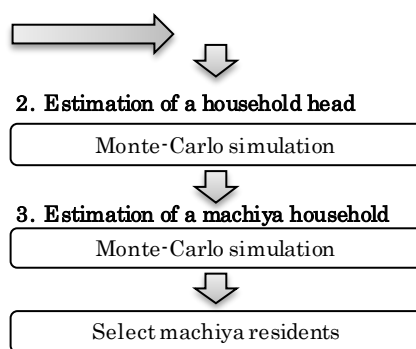 2. Estimation of a household head
Monte-Carlo simulation
3. Estimation of a machiya household
Monte-Carlo simulation
Select machiya residents